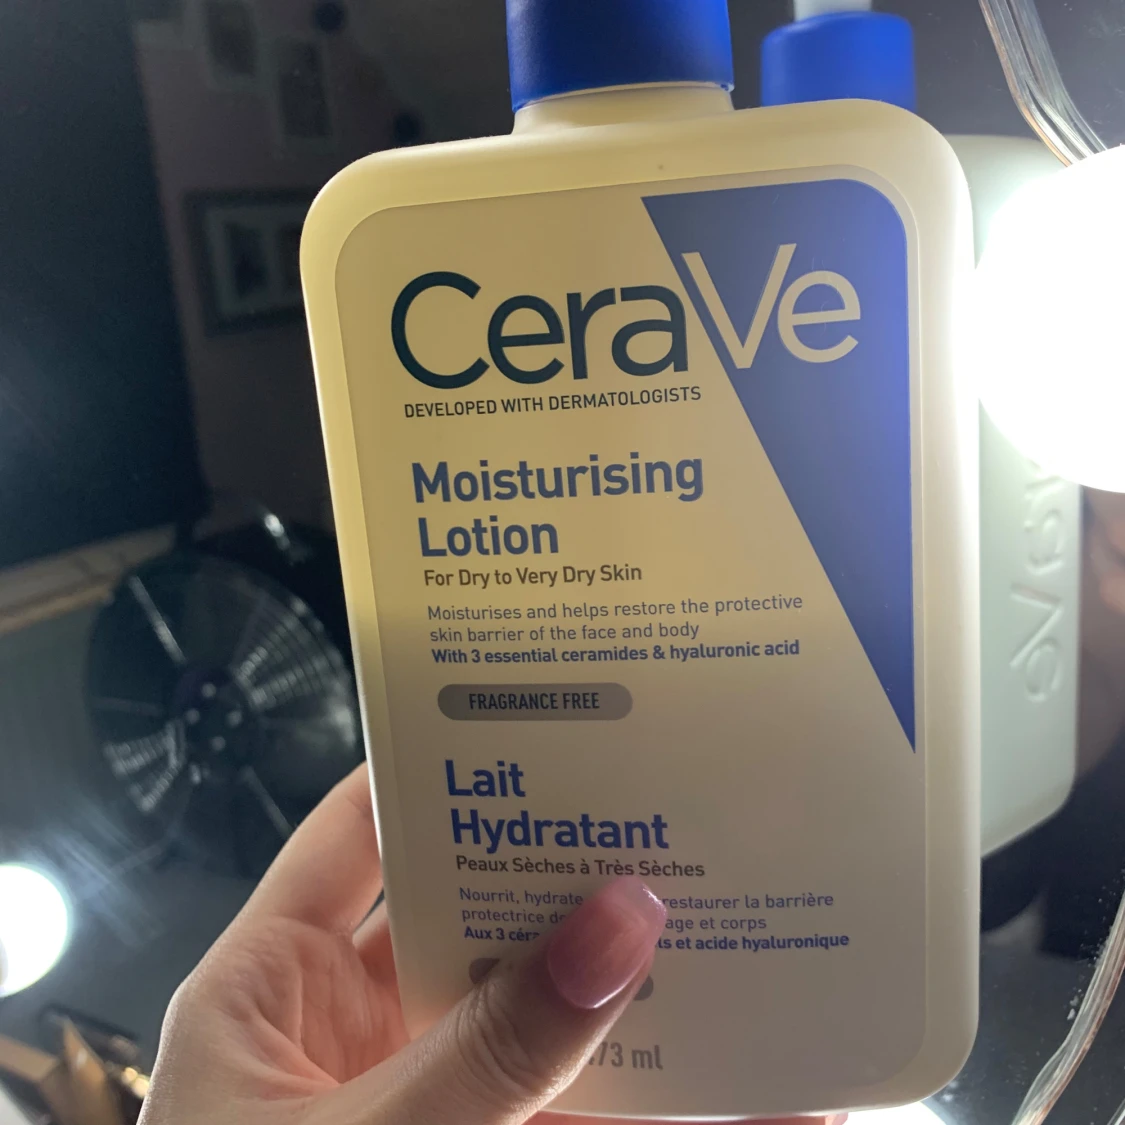 CeraVe
DEVELOPED WITH DERMATOLOGISTS
Moisturising
Lotion
For Dry to Very Dry Skin
Moisturises and helps restore the protective
skin barrier of the face and body
With 3 essential ceramides & hyaluronic acid
FRAGRANCE FREE
Lait
Hydratant
Peaux Sèches à Très Sèches
Nourrit, hydrate restaurer la barrière
protectrice et corps
Aux 3 et acide hyaluronique
ml